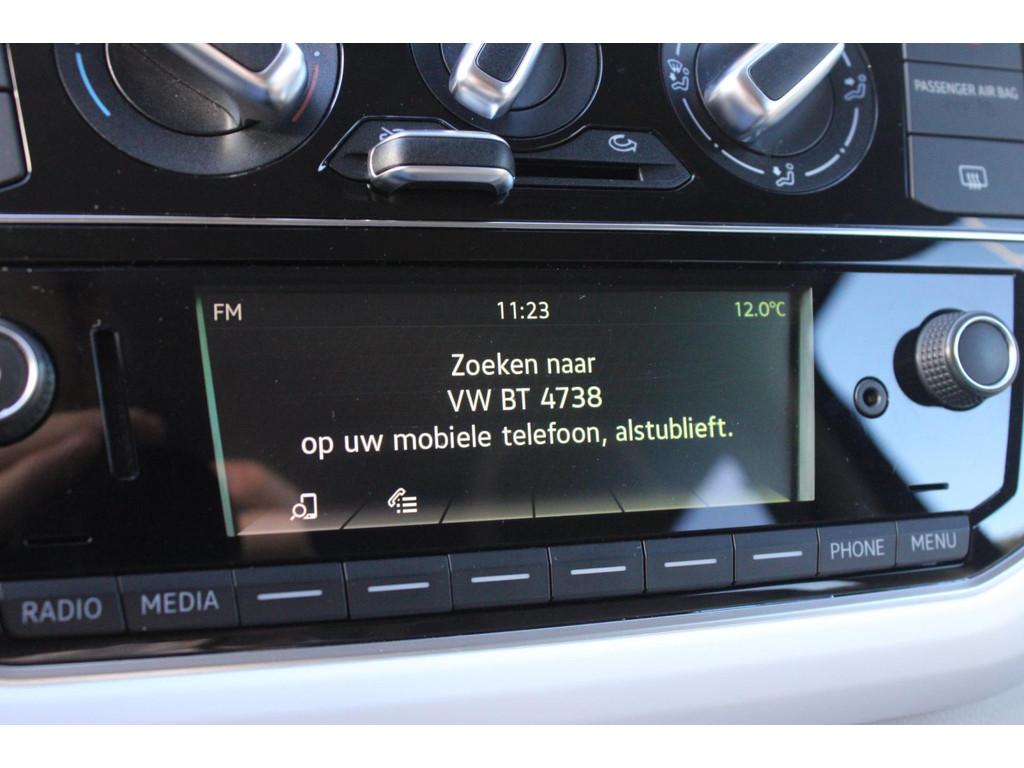 PASSENGER AIR BAG
FM 11:23 12.0°C
Zoeken naar
VW BT 4738
op uw mobiele telefoon, alstublieft.
RADIO MEDIA PHONE MENU